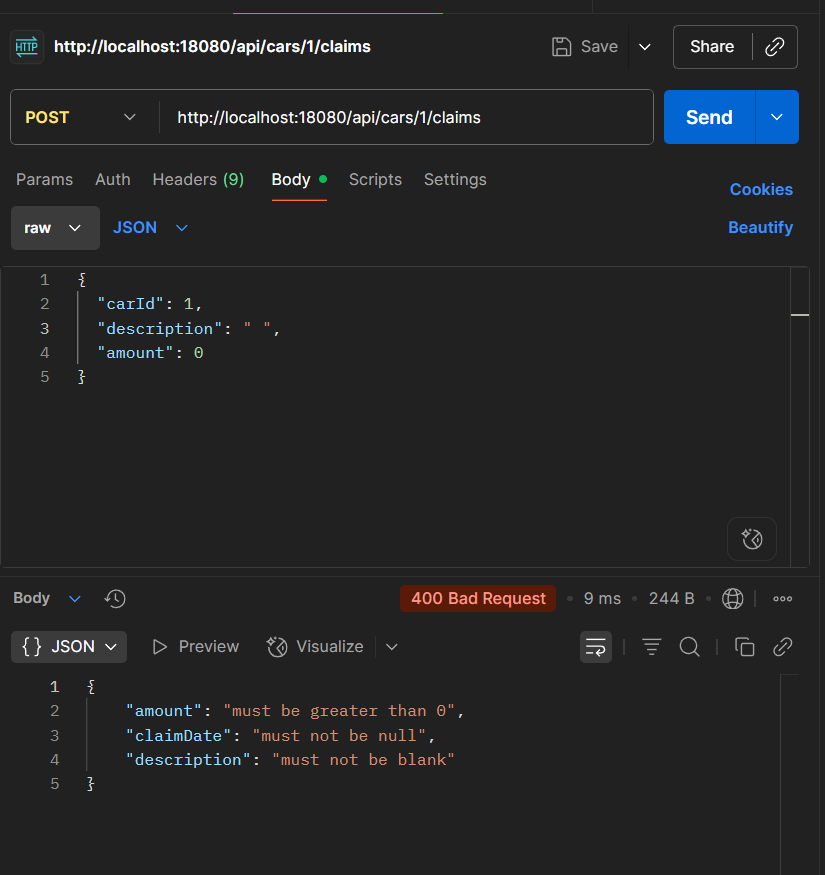 HTTP http://localhost:18080/api/cars/1/claims Save Share
POST http://localhost:18080/api/cars/1/claims Send
Params Auth Headers (9) Body Scripts Settings Cookies
raw JSON Beautify
1 {
2 "carId": 1,
3 "description": " ",
4 "amount": 0
5 }
Body 400 Bad Request • 9 ms • 244 B •
{} JSON Preview Visualize
1 {
2 "amount": "must be greater than 0",
3 "claimDate": "must not be null",
4 "description": "must not be blank"
5 }